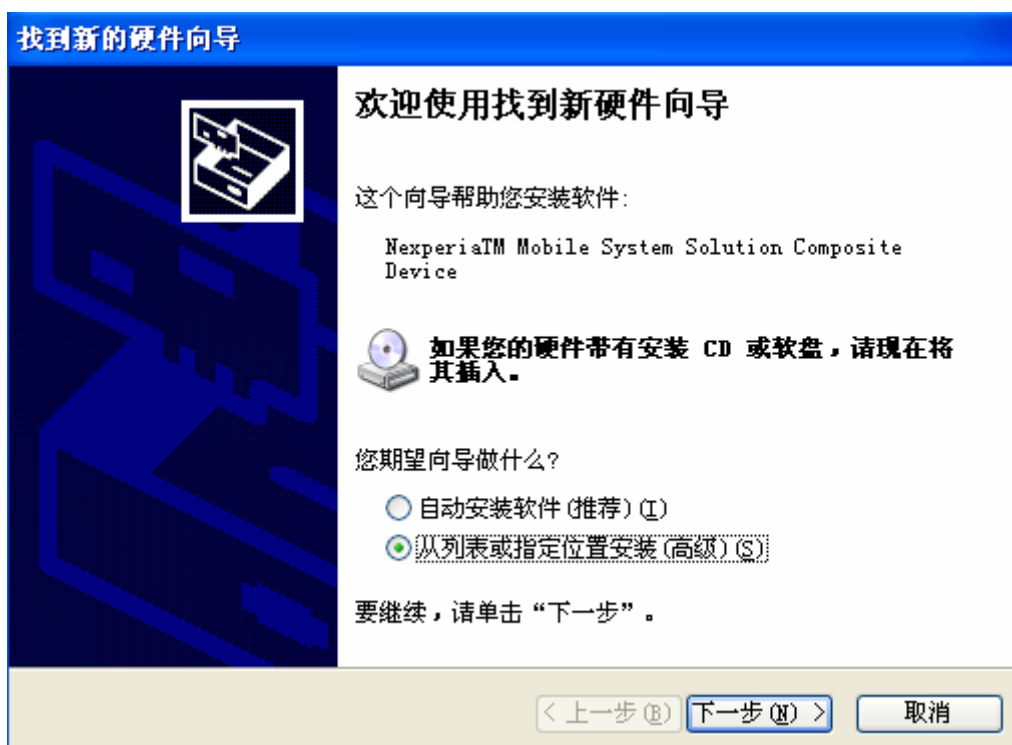 找到新的硬件向导
欢迎使用找到新硬件向导
这个向导帮助您安装软件:
NexperiaTM Mobile System Solution Composite
Device
如果您的硬件带有安装 CD 或软盘，请现在将
其插入。
您期望向导做什么?
自动安装软件(推荐)(I)
从列表或指定位置安装(高级)(S)
要继续，请单击“下一步”。
< 上一步(B) 下一步(N) > 取消